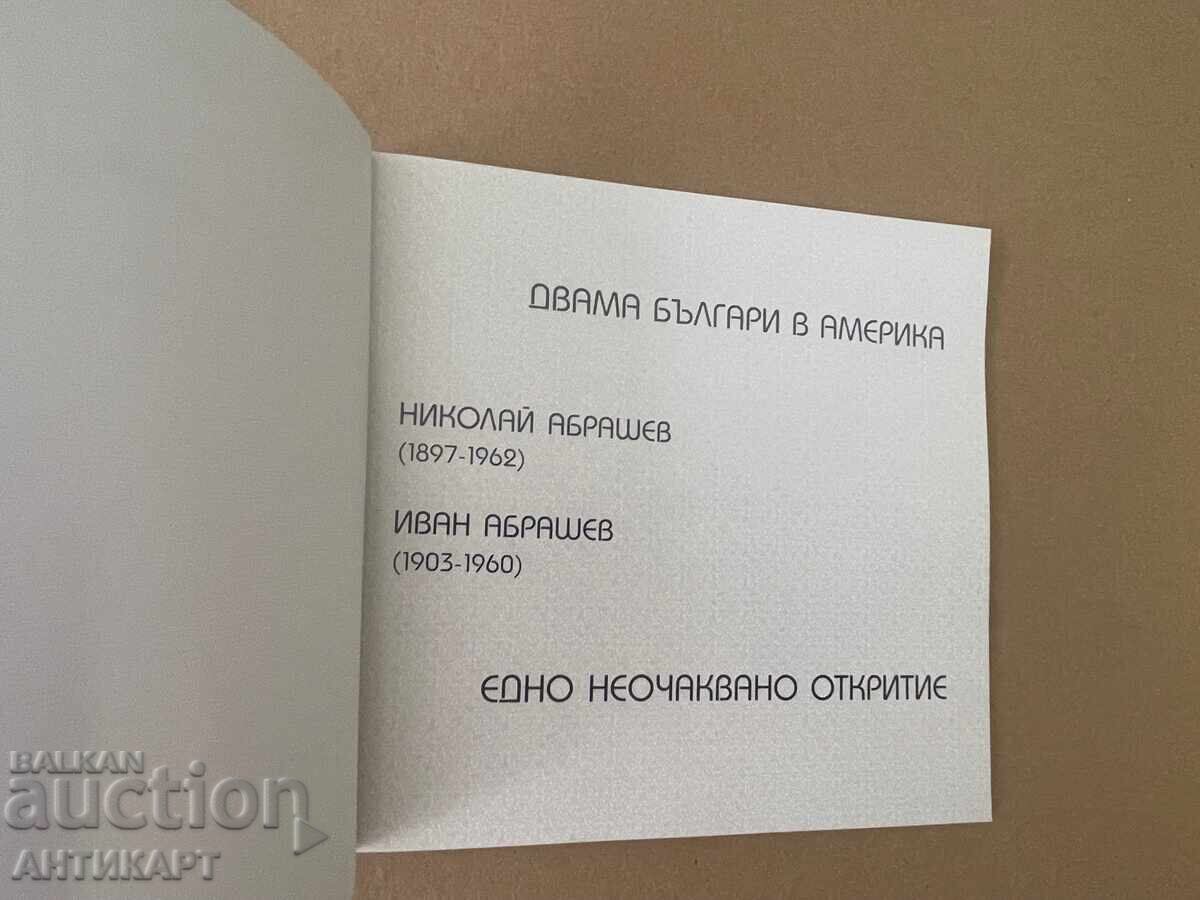 ДВАМА БЪЛГАРИ В АМЕРИКА
НИКОЛАЙ АБРАШЕВ
(1897-1962)
ИВАН АБРАШЕВ
(1903-1960)
ЕДНО НЕОЧАКВАНО ОТКРИТИЕ
BALKAN
auction
АНТИКАРТ